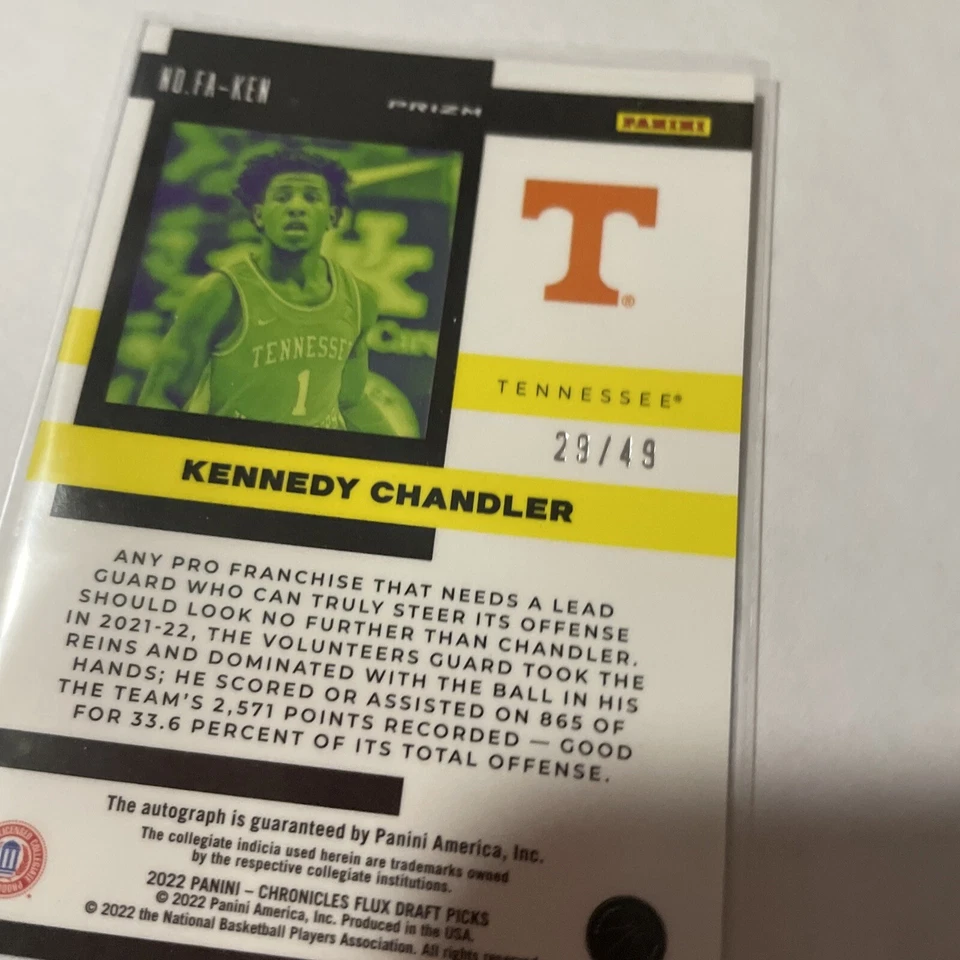 NO.FA-KEN
PRIZM
PANINI
T®
TENNESSEE
1
TENNESSEE®
29/49
KENNEDY CHANDLER
ANY PRO FRANCHISE THAT NEEDS A LEAD
GUARD WHO CAN TRULY STEER ITS OFFENSE
SHOULD LOOK NO FURTHER THAN CHANDLER.
IN 2021-22, THE VOLUNTEERS GUARD TOOK THE
REINS AND DOMINATED WITH THE BALL IN HIS
HANDS; HE SCORED OR ASSISTED ON 865 OF
THE TEAM'S 2,571 POINTS RECORDED — GOOD
FOR 33.6 PERCENT OF ITS TOTAL OFFENSE.
The autograph is guaranteed by Panini America, Inc.
The collegiate indicia used herein are trademarks owned
by the respective collegiate institutions.
2022 PANINI – CHRONICLES FLUX DRAFT PICKS
© 2022 Panini America, Inc. Produced in the USA.
© 2022 the National Basketball Players Association. All rights reserved